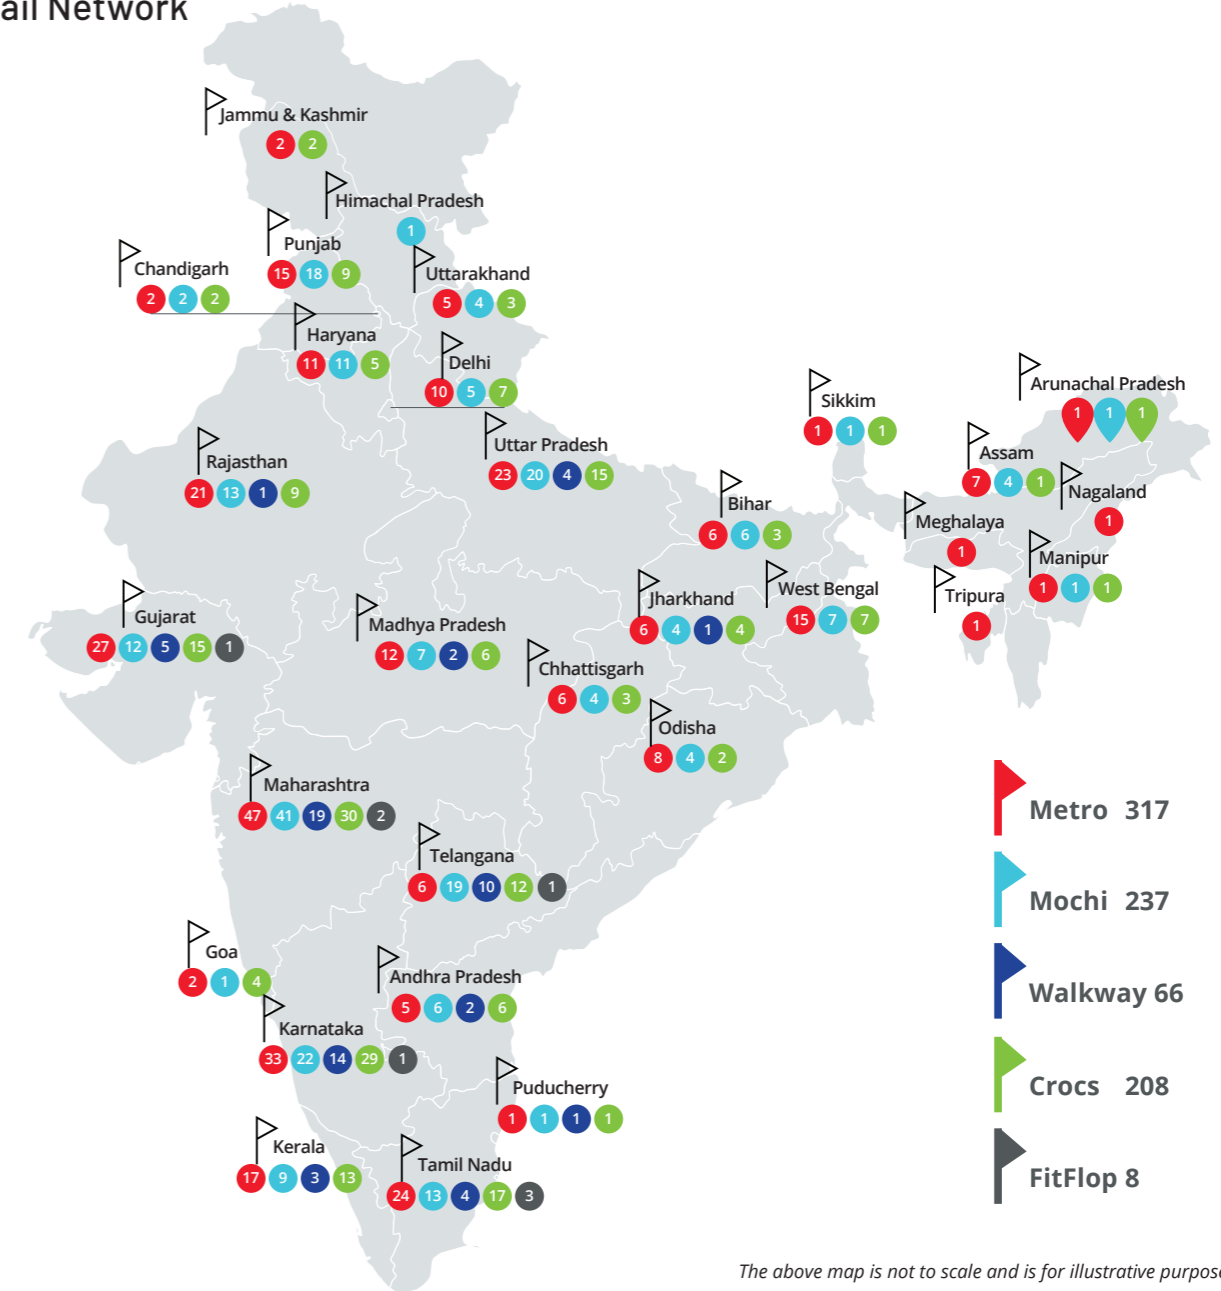 ail Network
Jammu & Kashmir
2 2
Himachal Pradesh
1
Punjab
15 18 9
Chandigarh
2 2 2
Uttarakhand
5 4 3
Haryana
11 11 5
Delhi
10 5 7
Uttar Pradesh
23 20 4 15
Rajasthan
21 13 1 9
Sikkim
1 1 1
Arunachal Pradesh
1 1 1
Assam
7 4 1
Nagaland
1
Bihar
6 6 3
Meghalaya
1
Manipur
1 1 1
Tripura
1
West Bengal
15 7 7
Jharkhand
6 4 1 4
Gujarat
27 12 5 15 1
Madhya Pradesh
12 7 2 6
Chhattisgarh
6 4 3
Odisha
8 4 2
Maharashtra
47 41 19 30 2
Telangana
6 19 10 12 1
Goa
2 1 4
Andhra Pradesh
5 6 2 6
Karnataka
33 22 14 29 1
Puducherry
1 1 1 1
Kerala
17 9 3 13
Tamil Nadu
24 13 4 17 3
Metro 317
Mochi 237
Walkway 66
Crocs 208
FitFlop 8
The above map is not to scale and is for illustrative purpose